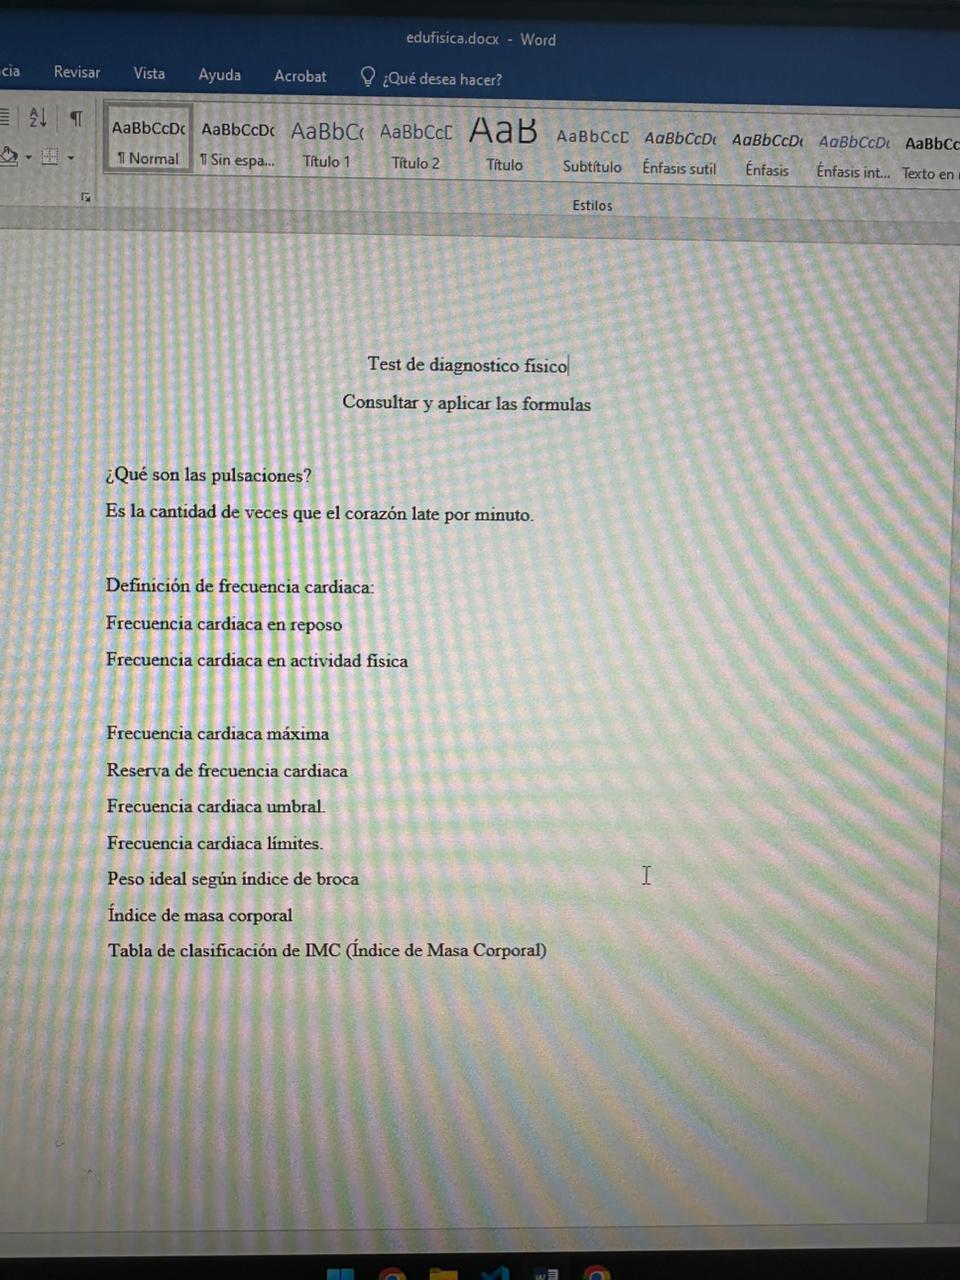 edufisica.docx - Word
cia Revisar Vista Ayuda Acrobat ¿Qué desea hacer?
AaBbCcDc AaBbCcDc AaBbC AaBbCcD AaB AaBbCcD AaBbCcDc AaBbCcDc AaBbCcDc AaBbCc
¶ Normal ¶ Sin espa... Título 1 Título 2 Título Subtítulo Énfasis sutil Énfasis Énfasis int... Texto en
Estilos
Test de diagnostico fisico
Consultar y aplicar las formulas
¿Qué son las pulsaciones?
Es la cantidad de veces que el corazón late por minuto.
Definición de frecuencia cardiaca:
Frecuencia cardiaca en reposo
Frecuencia cardiaca en actividad física
Frecuencia cardiaca máxima
Reserva de frecuencia cardiaca
Frecuencia cardiaca umbral.
Frecuencia cardiaca límites.
Peso ideal según índice de broca
Índice de masa corporal
Tabla de clasificación de IMC (Índice de Masa Corporal)